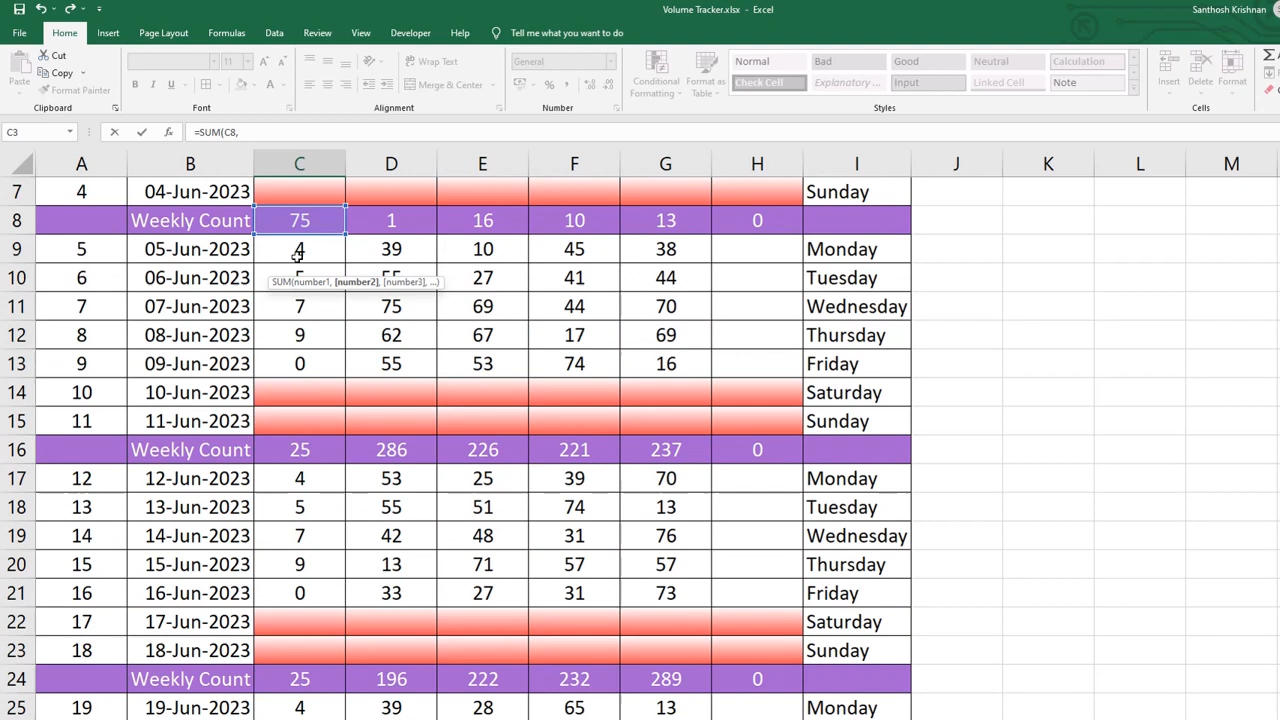 Volume Tracker.xlsx - Excel
Santhosh Krishnan
File Home Insert Page Layout Formulas Data Review View Developer Help Tell me what you want to do
Paste
Cut
Copy
Format Painter
Clipboard
11 A A
B I U A
Font
Wrap Text
Merge & Center
Alignment
General
% ,
Number
Conditional Formatting
Format as Table
Normal Bad Good Neutral Calculation
Check Cell Explanatory ... Input Linked Cell Note
Styles
Insert Delete Format
Cells
C3 fx =SUM(C8,
A B C D E F G H I J K L M
7 4 04-Jun-2023 Sunday
8 Weekly Count 75 1 16 10 13 0
9 5 05-Jun-2023 4 39 10 45 38 Monday
10 6 06-Jun-2023 5 55 27 41 44 Tuesday
SUM(number1, [number2], [number3], ...)
11 7 07-Jun-2023 7 75 69 44 70 Wednesday
12 8 08-Jun-2023 9 62 67 17 69 Thursday
13 9 09-Jun-2023 0 55 53 74 16 Friday
14 10 10-Jun-2023 Saturday
15 11 11-Jun-2023 Sunday
16 Weekly Count 25 286 226 221 237 0
17 12 12-Jun-2023 4 53 25 39 70 Monday
18 13 13-Jun-2023 5 55 51 74 13 Tuesday
19 14 14-Jun-2023 7 42 48 31 76 Wednesday
20 15 15-Jun-2023 9 13 71 57 57 Thursday
21 16 16-Jun-2023 0 33 27 31 73 Friday
22 17 17-Jun-2023 Saturday
23 18 18-Jun-2023 Sunday
24 Weekly Count 25 196 222 232 289 0
25 19 19-Jun-2023 4 39 28 65 13 Monday